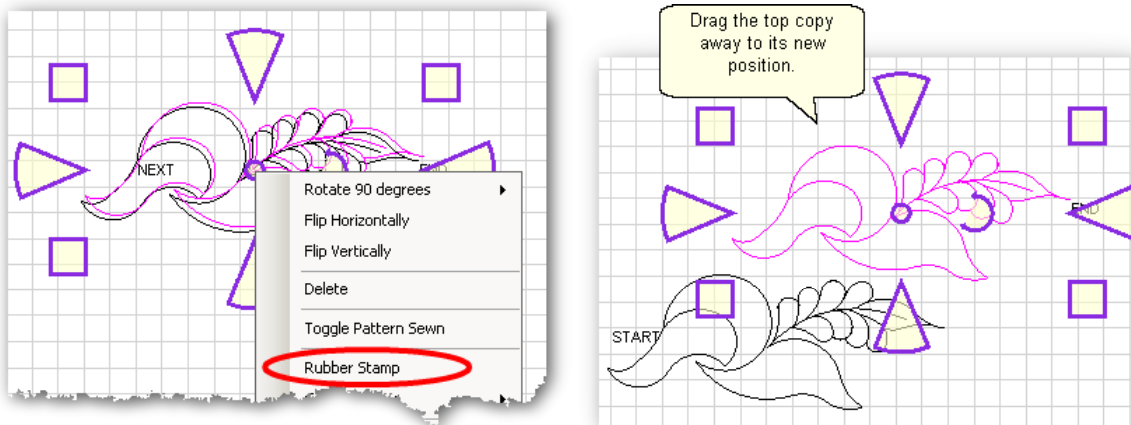 NEXT
END
Rotate 90 degrees
Flip Horizontally
Flip Vertically
Delete
Toggle Pattern Sewn
Rubber Stamp
Drag the top copy
away to its new
position.
END
START